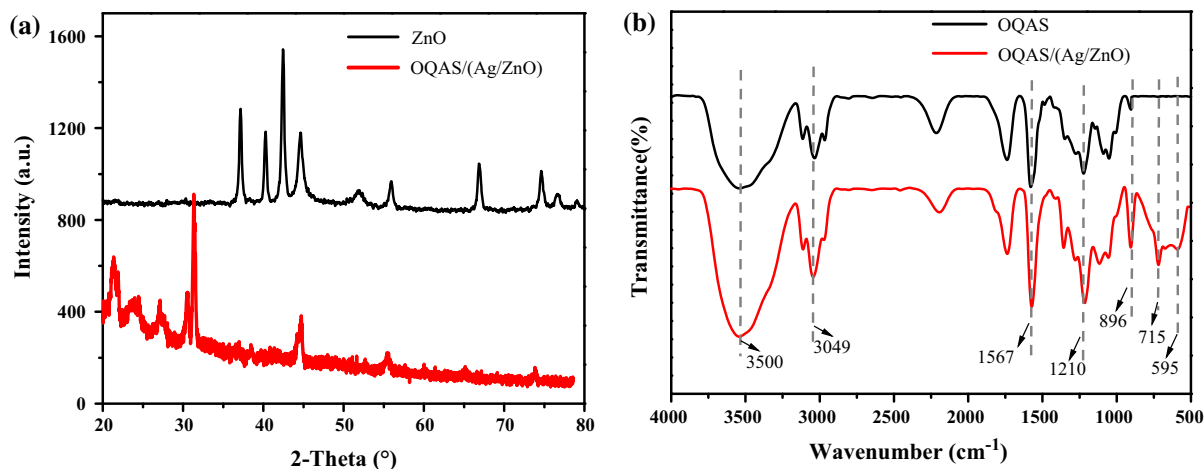 (a)
1600
1200
800
400
0
Intensity (a.u.)
ZnO
OQAS/(Ag/ZnO)
20 30 40 50 60 70 80
2-Theta (°)
(b)
Transmittance(%)
OQAS
OQAS/(Ag/ZnO)
3500
3049
1567
1210
896
715
595
4000 3500 3000 2500 2000 1500 1000 500
Wavenumber (cm⁻¹)